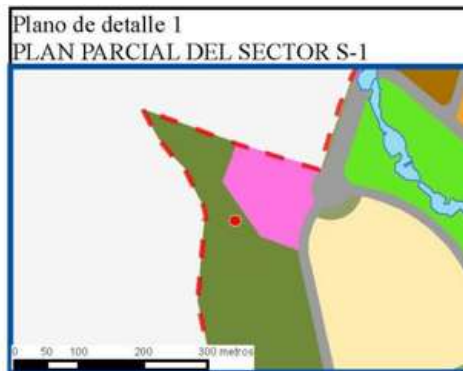 Plano de detalle 1
PLAN PARCIAL DEL SECTOR S-1
0 50 100 200 300 metros